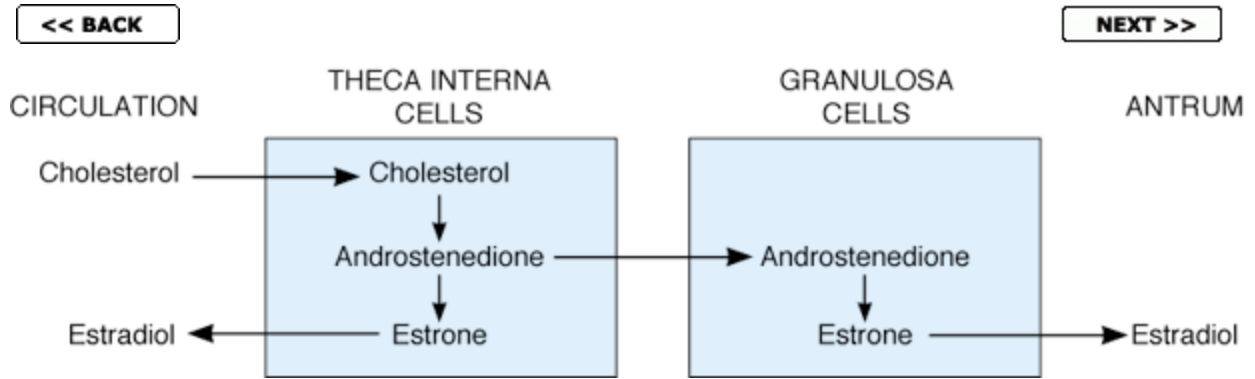 << BACK
NEXT >>
CIRCULATION
THECA INTERNA
CELLS
GRANULOSA
CELLS
ANTRUM
Cholesterol
Cholesterol
Androstenedione
Androstenedione
Estradiol
Estrone
Estrone
Estradiol